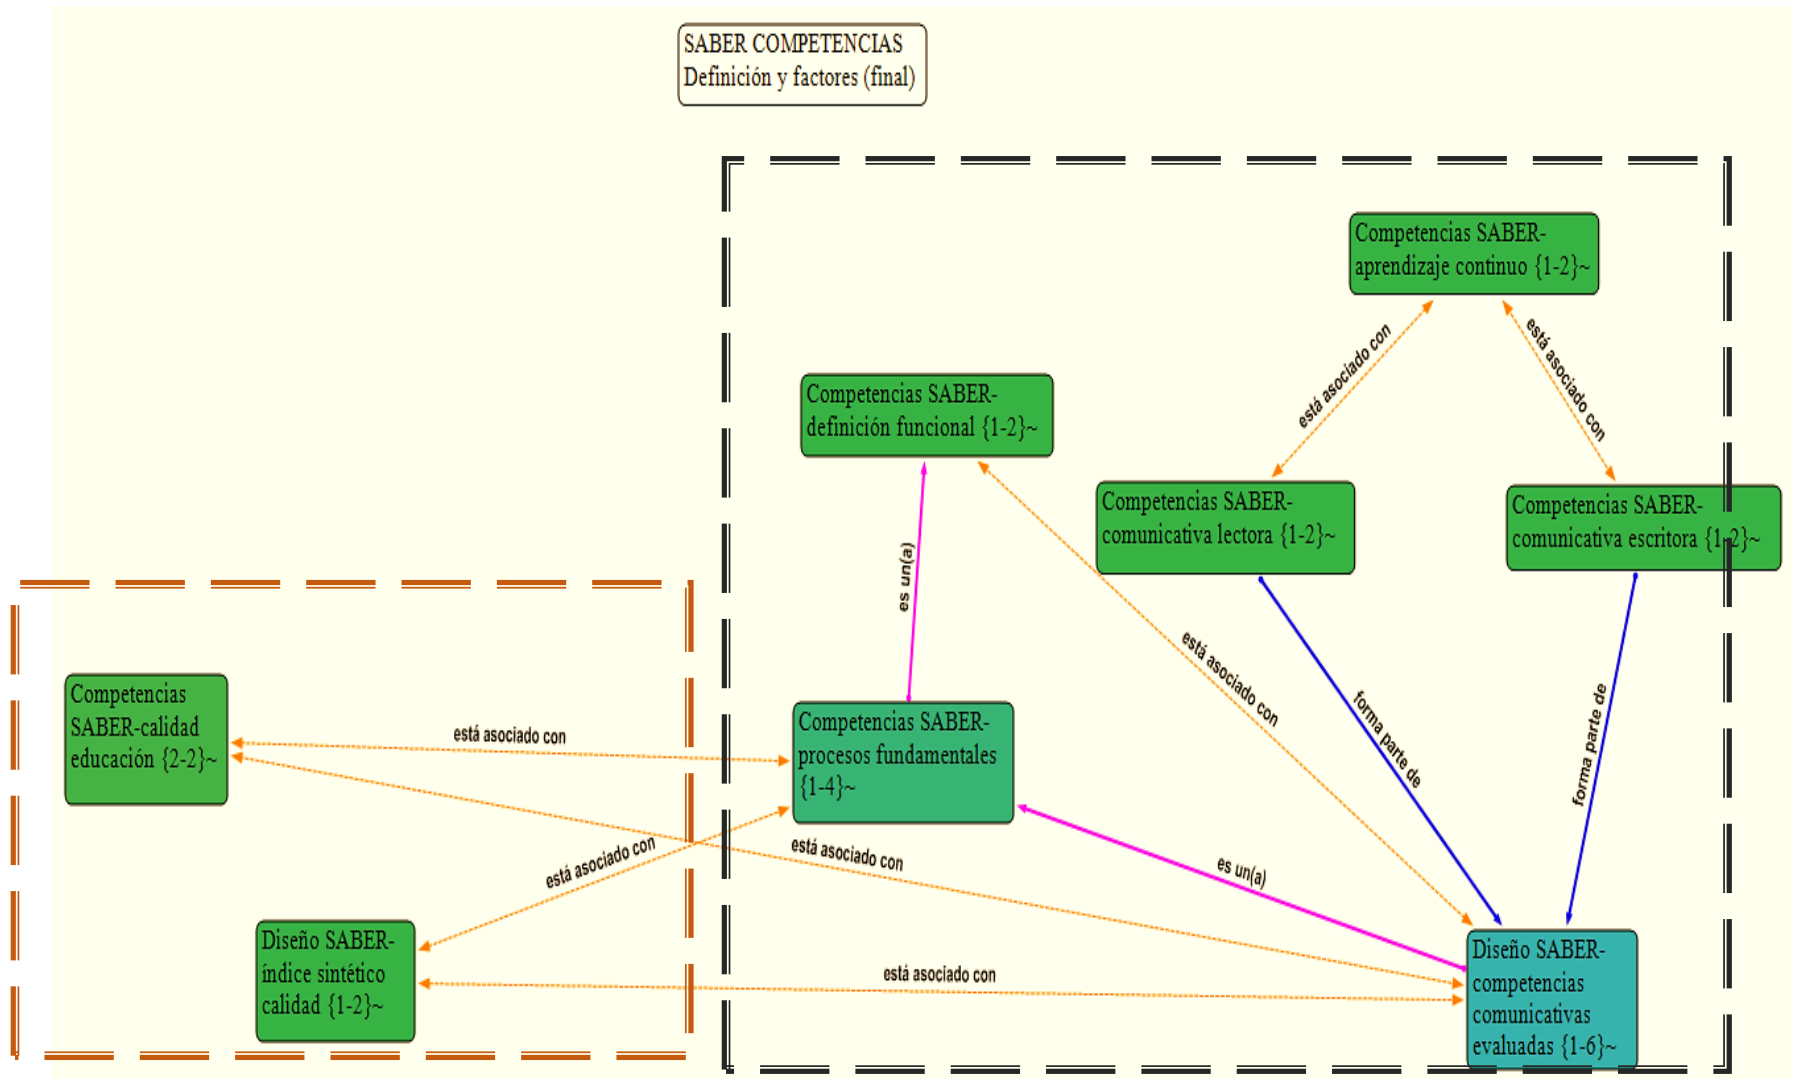 SABER COMPETENCIAS
Definición y factores (final)
Competencias SABER-
aprendizaje continuo {1-2}~
está asociado con
está asociado con
Competencias SABER-
definición funcional {1-2}~
Competencias SABER-
comunicativa lectora {1-2}~
Competencias SABER-
comunicativa escritora {1-2}~
es un(a)
está asociado con
forma parte de
forma parte de
Competencias
SABER-calidad
educación {2-2}~
está asociado con
Competencias SABER-
procesos fundamentales
{1-4}~
está asociado con
está asociado con
es un(a)
Diseño SABER-
índice sintético
calidad {1-2}~
está asociado con
Diseño SABER-
competencias
comunicativas
evaluadas {1-6}~